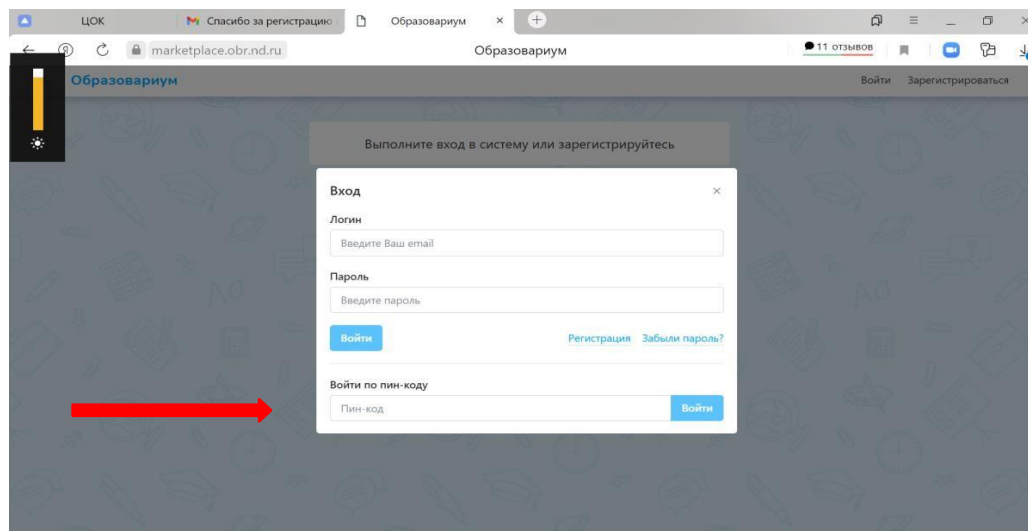 ЦОК
Спасибо за регистрацию
Образовариум
marketplace.obr.nd.ru
Образовариум
11 отзывов
Образовариум
Войти
Зарегистрироваться
Выполните вход в систему или зарегистрируйтесь
Вход
Логин
Введите Ваш email
Пароль
Введите пароль
Войти
Регистрация
Забыли пароль?
Войти по пин-коду
Пин-код
Войти